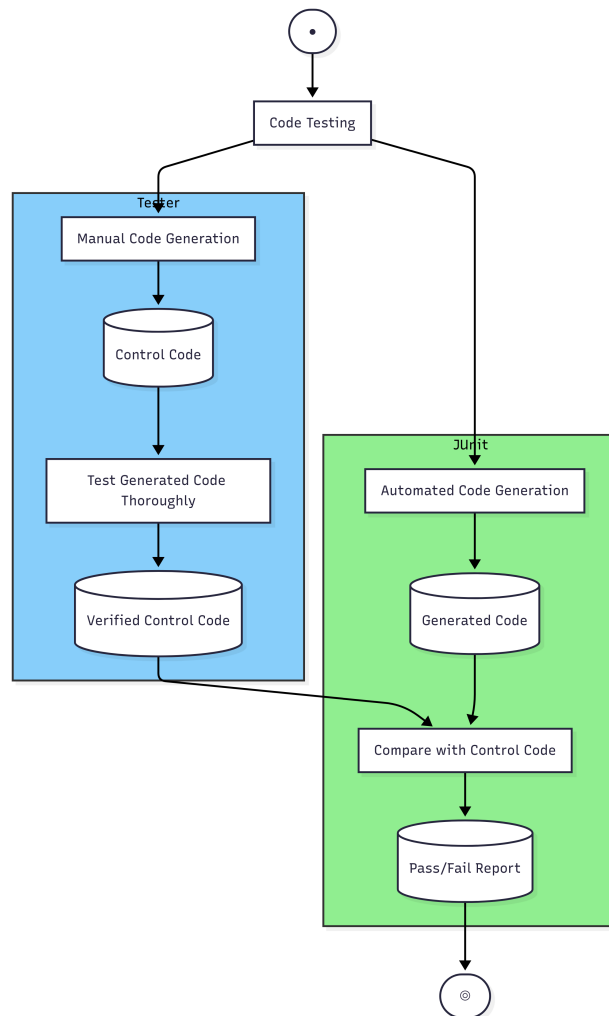 Code Testing
Tester
Manual Code Generation
Control Code
Test Generated Code
Thoroughly
Verified Control Code
JUnit
Automated Code Generation
Generated Code
Compare with Control Code
Pass/Fail Report